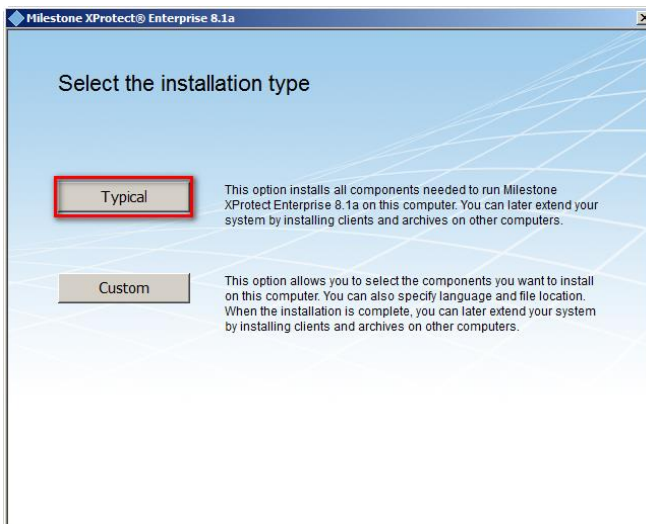 Milestone XProtect® Enterprise 8.1a
Select the installation type
Typical
This option installs all components needed to run Milestone
XProtect Enterprise 8.1a on this computer. You can later extend your
system by installing clients and archives on other computers.
Custom
This option allows you to select the components you want to install
on this computer. You can also specify language and file location.
When the installation is complete, you can later extend your system
by installing clients and archives on other computers.